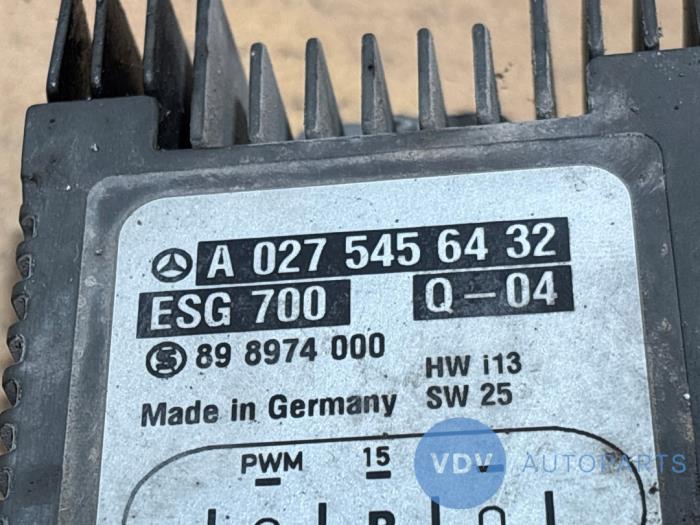 A 027 545 64 32
ESG 700 Q-04
89 8974 000 HW i13
Made in Germany SW 25
PWM 15
VDV AUTOPARTS